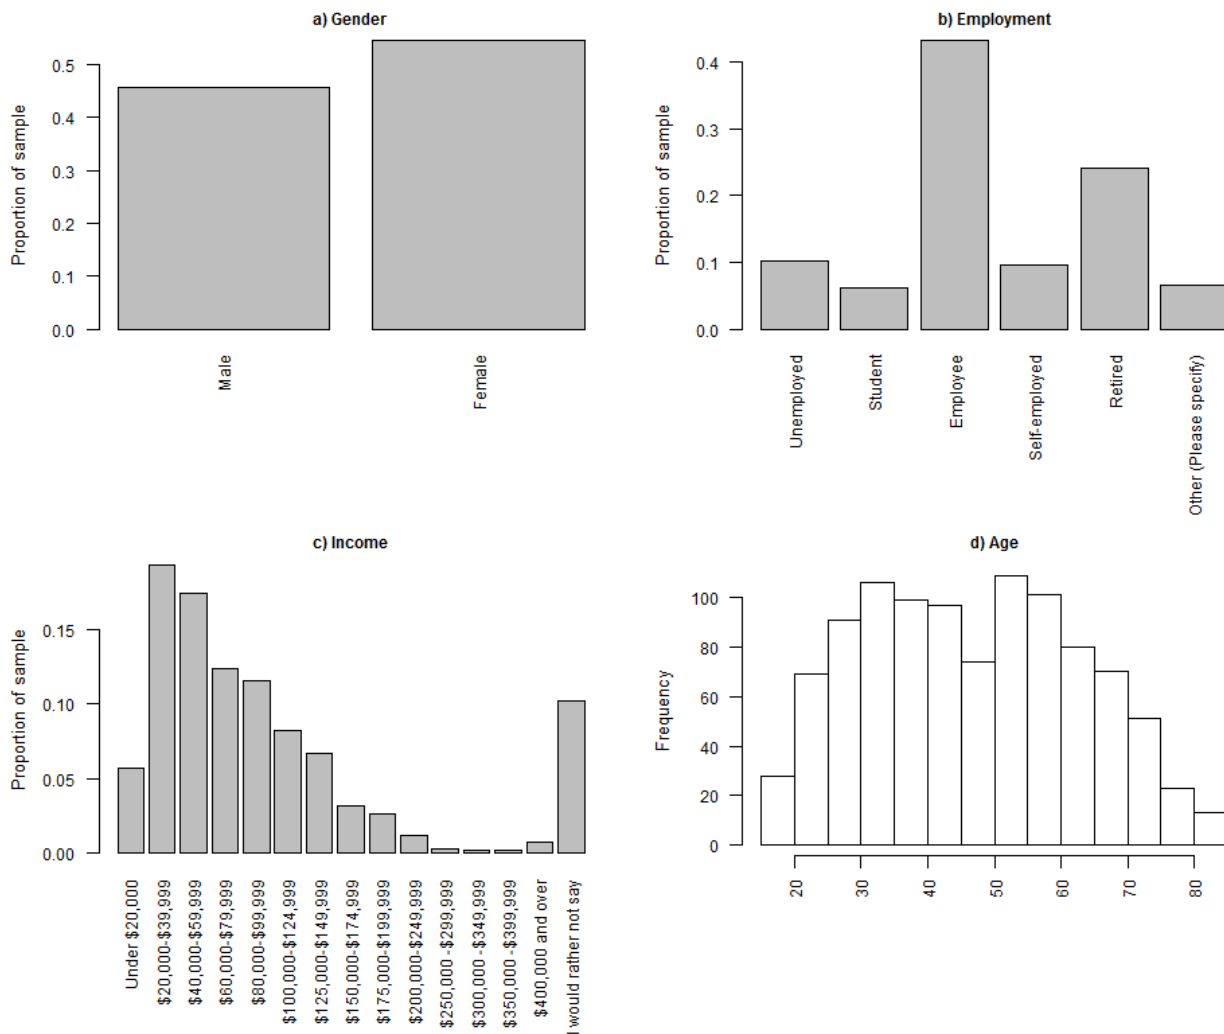 a) Gender
Proportion of sample
0.5
0.4
0.3
0.2
0.1
0.0
Male
Female
b) Employment
Proportion of sample
0.4
0.3
0.2
0.1
0.0
Unemployed
Student
Employee
Self-employed
Retired
Other (Please specify)
c) Income
Proportion of sample
0.15
0.10
0.05
0.00
Under $20,000
$20,000-$39,999
$40,000-$59,999
$60,000-$79,999
$80,000-$99,999
$100,000-$124,999
$125,000-$149,999
$150,000-$174,999
$175,000-$199,999
$200,000-$249,999
$250,000 -$299,999
$300,000 -$349,999
$350,000 -$399,999
$400,000 and over
I would rather not say
d) Age
Frequency
100
80
60
40
20
0
20
30
40
50
60
70
80